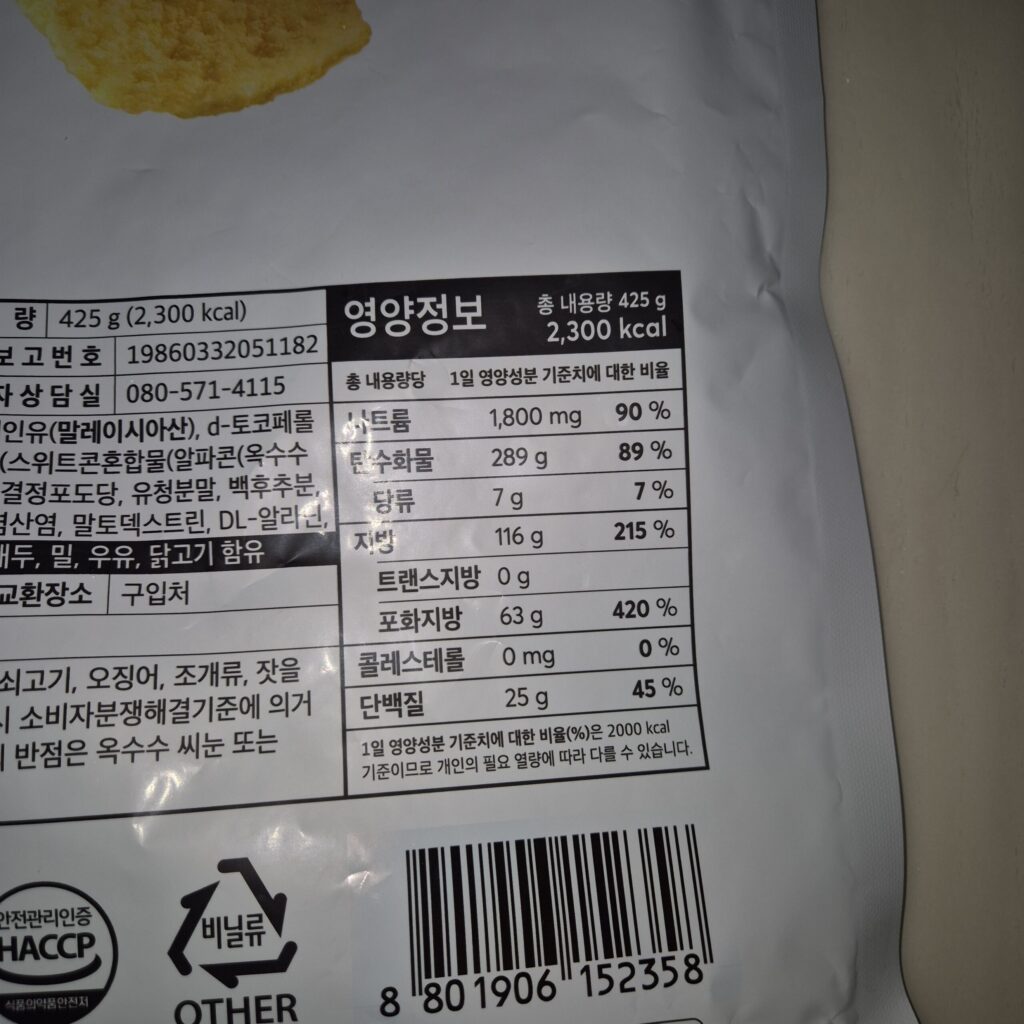 량 425 g (2,300 kcal)
보고번호 19860332051182
자상담실 080-571-4115
인유(말레이시아산), d-토코페롤
(스위트콘혼합물(알파콘(옥수수
결정포도당, 유청분말, 백후추분,
염산염, 말토덱스트린, DL-알라닌,
대두, 밀, 우유, 닭고기 함유
교환장소 구입처
쇠고기, 오징어, 조개류, 잣을
시 소비자분쟁해결기준에 의거
반점은 옥수수 씨눈 또는
영양정보
총 내용량 425 g
2,300 kcal
총 내용량당 1일 영양성분 기준치에 대한 비율
나트륨 1,800 mg 90 %
탄수화물 289 g 89 %
당류 7 g 7 %
지방 116 g 215 %
트랜스지방 0 g
포화지방 63 g 420 %
콜레스테롤 0 mg 0 %
단백질 25 g 45 %
1일 영양성분 기준치에 대한 비율(%)은 2000 kcal
기준이므로 개인의 필요 열량에 따라 다를 수 있습니다.
안전관리인증
HACCP
식품의약품안전처
비닐류
OTHER
8 801906 152358